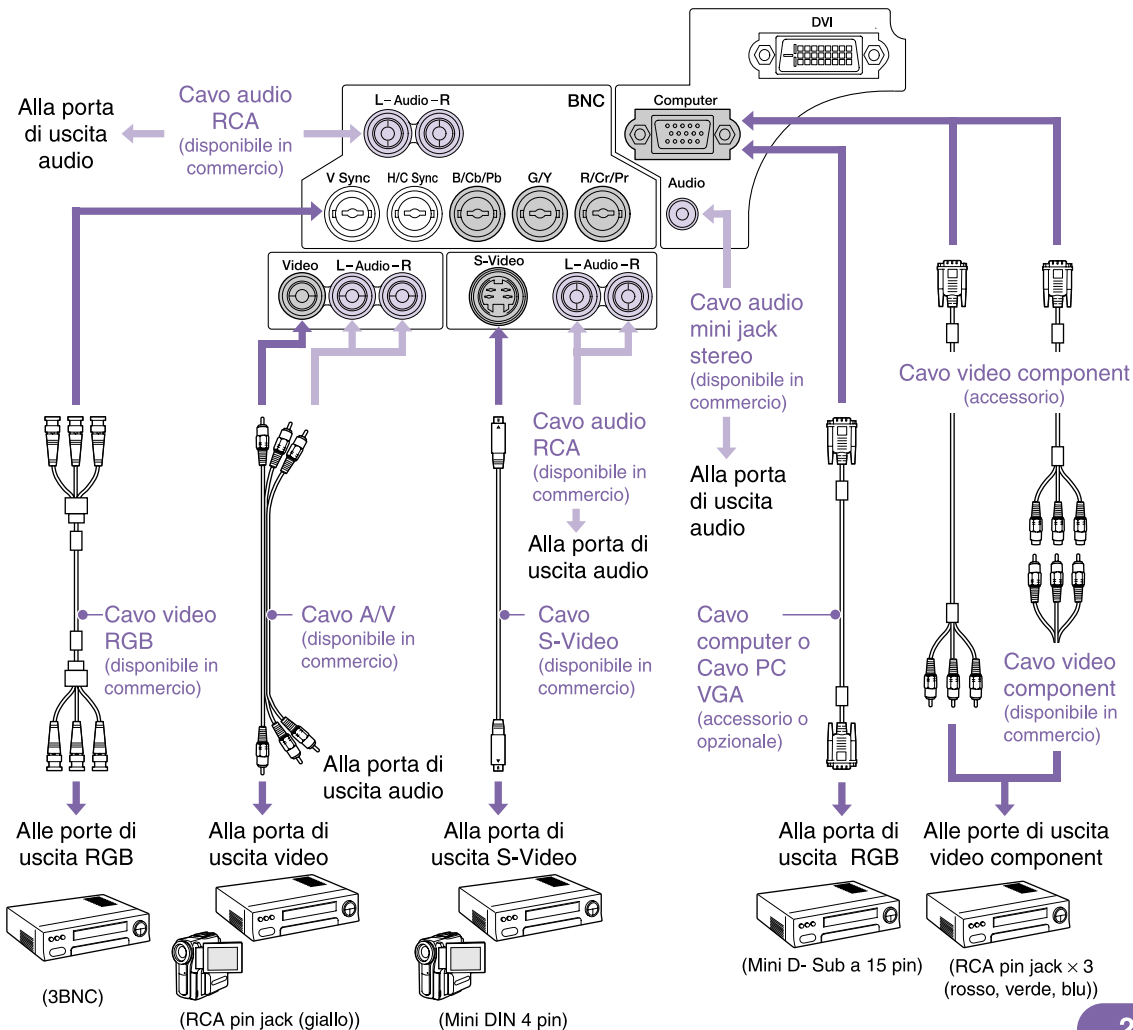 DVI
L-Audio-R
BNC
Computer
Alla porta
di uscita
audio
Cavo audio
RCA
(disponibile in
commercio)
V Sync
H/C Sync
B/Cb/Pb
G/Y
R/Cr/Pr
Audio
Video
L-Audio-R
S-Video
L-Audio-R
Cavo audio
mini jack
stereo
(disponibile in
commercio)
Cavo video component
(accessorio)
Cavo audio
RCA
(disponibile in
commercio)
Alla porta
di uscita
audio
Alla porta di
uscita audio
Cavo video
RGB
(disponibile in
commercio)
Cavo A/V
(disponibile in
commercio)
Cavo
S-Video
(disponibile in
commercio)
Cavo
computer o
Cavo PC
VGA
(accessorio o
opzionale)
Cavo video
component
(disponibile in
commercio)
Alla porta di
uscita audio
Alle porte di
uscita RGB
Alla porta di
uscita video
Alla porta di
uscita S-Video
Alla porta di
uscita RGB
Alle porte di uscita
video component
(3BNC)
(RCA pin jack (giallo))
(Mini DIN 4 pin)
(Mini D- Sub a 15 pin)
(RCA pin jack × 3
(rosso, verde, blu))